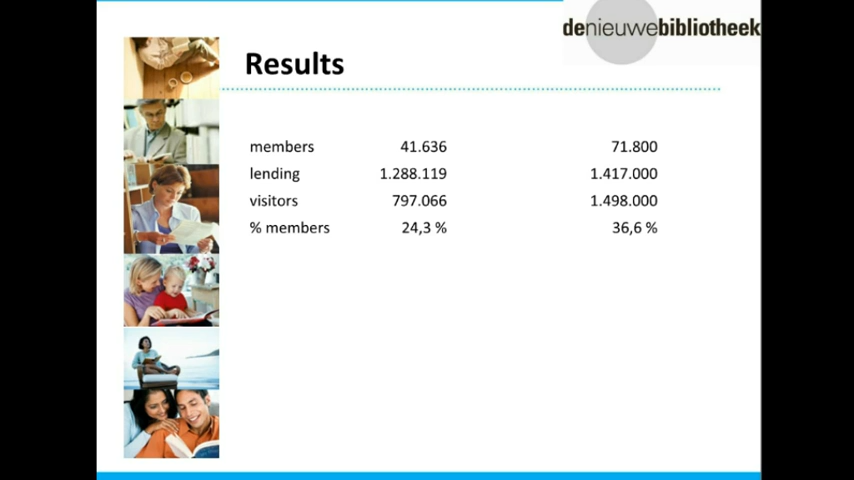 denieuwebibliotheek
Results
members 41.636 71.800
lending 1.288.119 1.417.000
visitors 797.066 1.498.000
% members 24,3 % 36,6 %